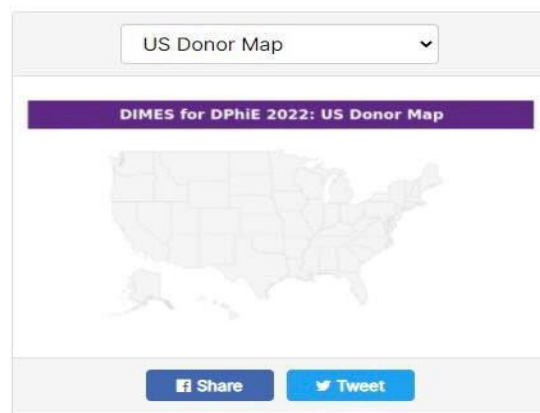 US Donor Map
DIMES for DPhiE 2022: US Donor Map
Share
Tweet